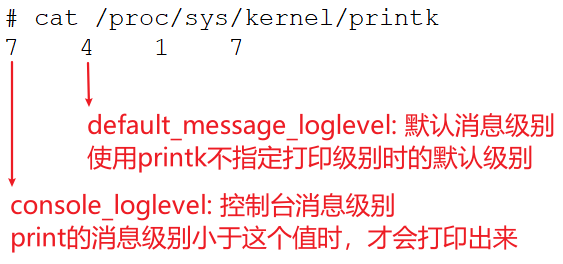 # cat /proc/sys/kernel/printk
7 4 1 7
default_message_loglevel: 默认消息级别
使用printk不指定打印级别时的默认级别
console_loglevel: 控制台消息级别
print的消息级别小于这个值时，才会打印出来